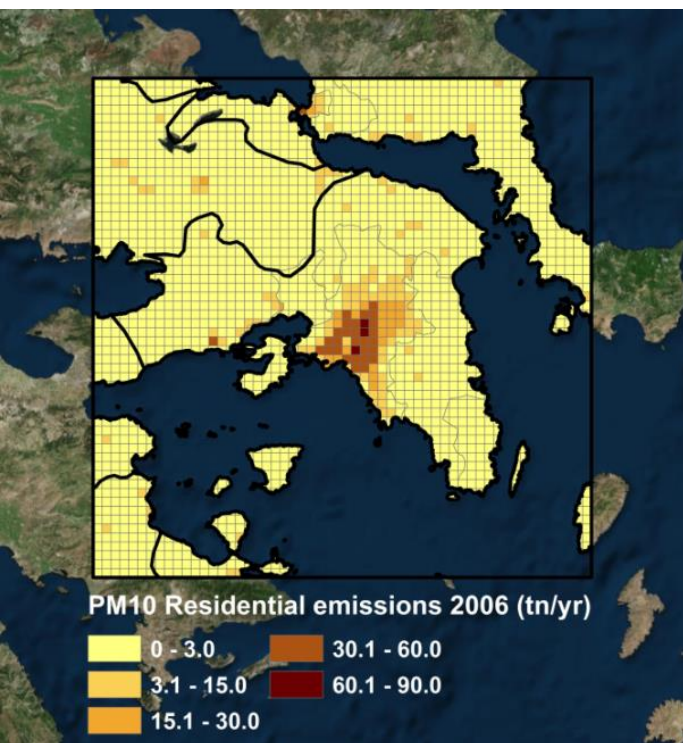 PM10 Residential emissions 2006 (tn/yr)
0 - 3.0
3.1 - 15.0
15.1 - 30.0
30.1 - 60.0
60.1 - 90.0